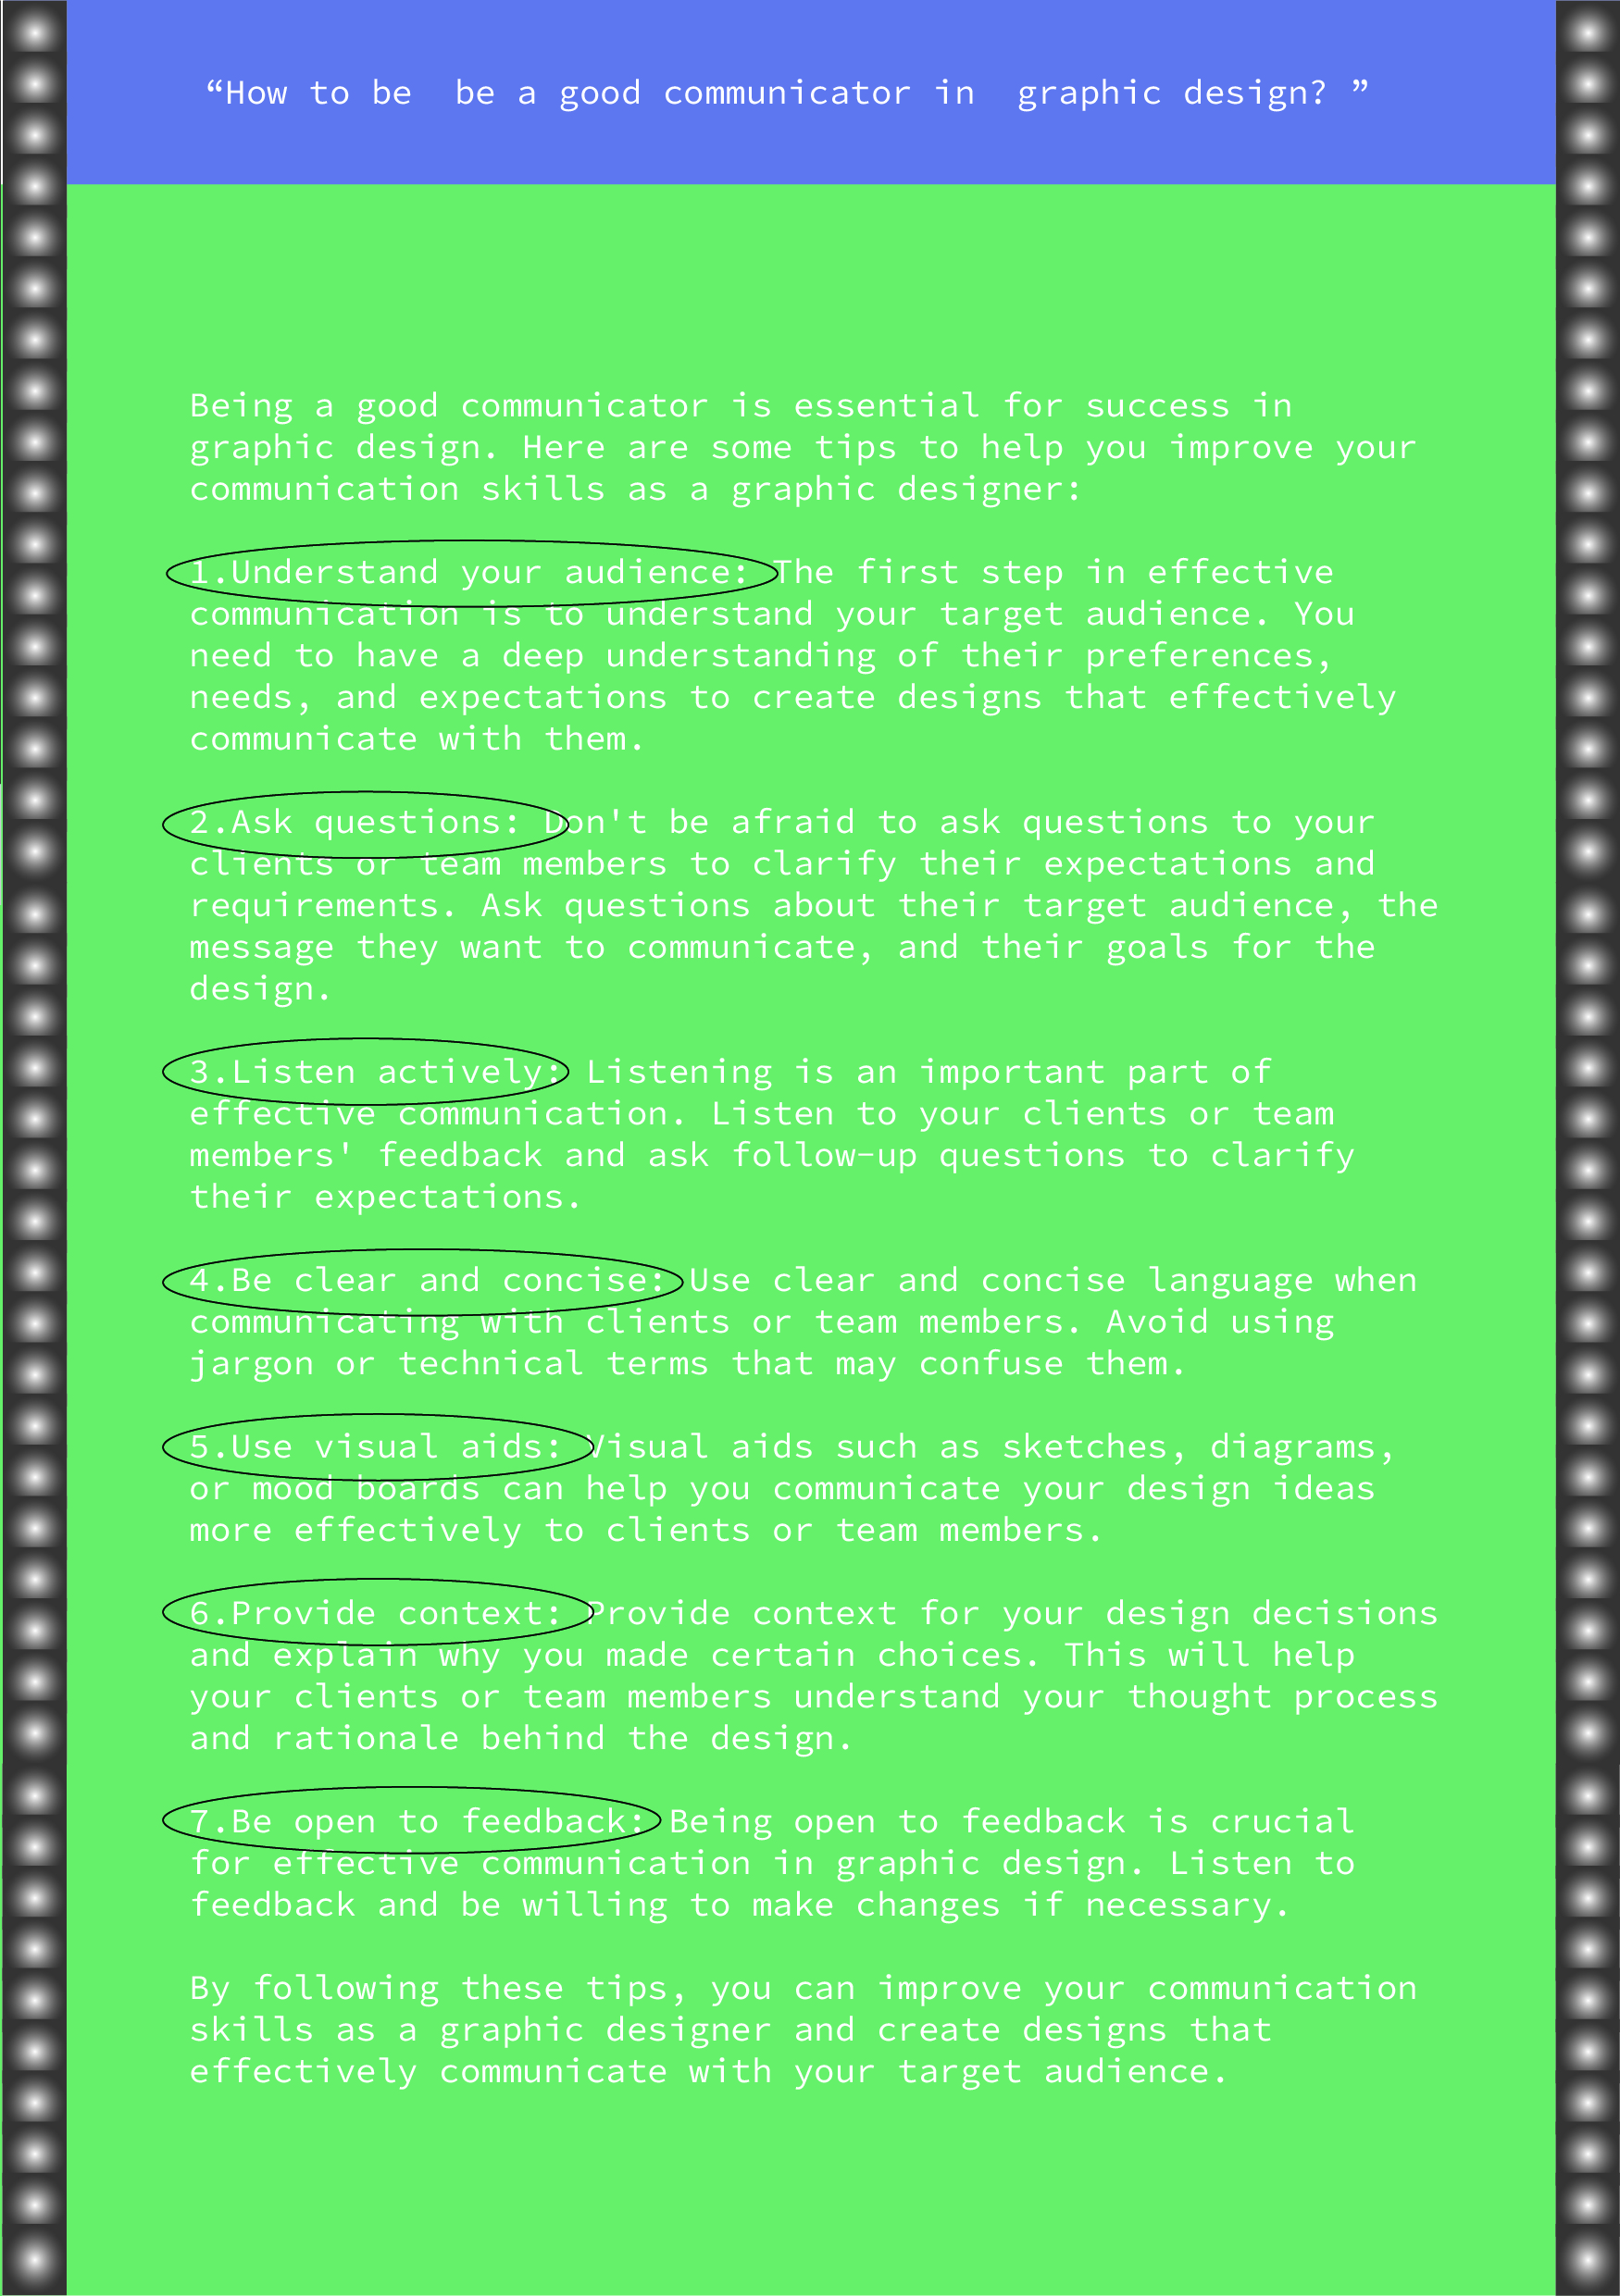 “How to be  be a good communicator in  graphic design? ”
Being a good communicator is essential for success in
graphic design. Here are some tips to help you improve your
communication skills as a graphic designer:
1.Understand your audience: The first step in effective
communication is to understand your target audience. You
need to have a deep understanding of their preferences,
needs, and expectations to create designs that effectively
communicate with them.
2.Ask questions: Don't be afraid to ask questions to your
clients or team members to clarify their expectations and
requirements. Ask questions about their target audience, the
message they want to communicate, and their goals for the
design.
3.Listen actively: Listening is an important part of
effective communication. Listen to your clients or team
members' feedback and ask follow-up questions to clarify
their expectations.
4.Be clear and concise: Use clear and concise language when
communicating with clients or team members. Avoid using
jargon or technical terms that may confuse them.
5.Use visual aids: Visual aids such as sketches, diagrams,
or mood boards can help you communicate your design ideas
more effectively to clients or team members.
6.Provide context: Provide context for your design decisions
and explain why you made certain choices. This will help
your clients or team members understand your thought process
and rationale behind the design.
7.Be open to feedback: Being open to feedback is crucial
for effective communication in graphic design. Listen to
feedback and be willing to make changes if necessary.
By following these tips, you can improve your communication
skills as a graphic designer and create designs that
effectively communicate with your target audience.